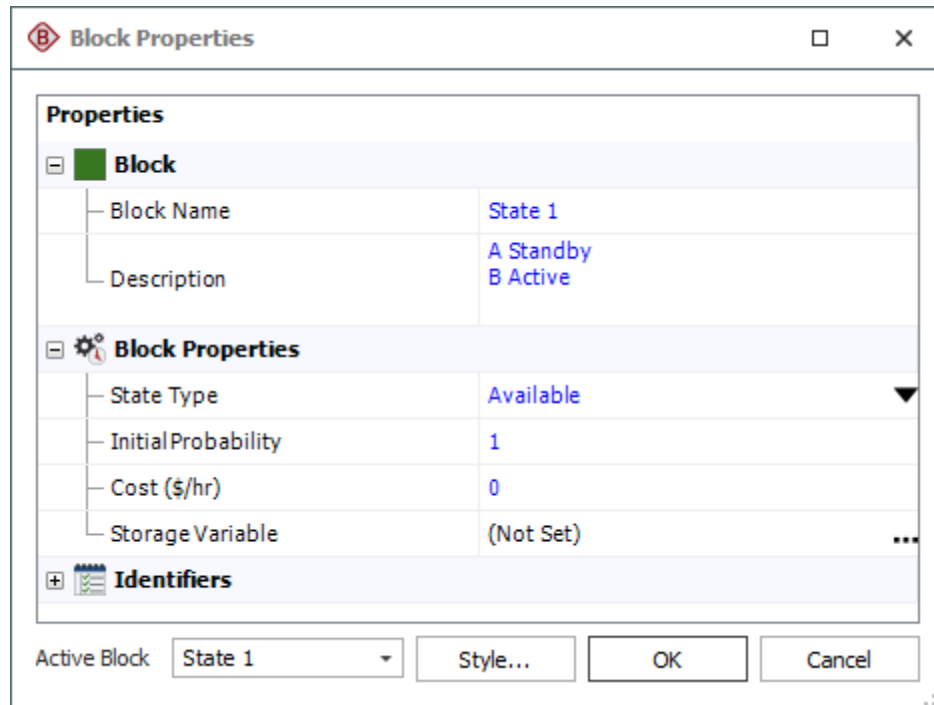 B Block Properties
Properties
Block
Block Name State 1
Description A Standby
B Active
Block Properties
State Type Available
Initial Probability 1
Cost ($/hr) 0
Storage Variable (Not Set) ...
Identifiers
Active Block State 1 Style... OK Cancel